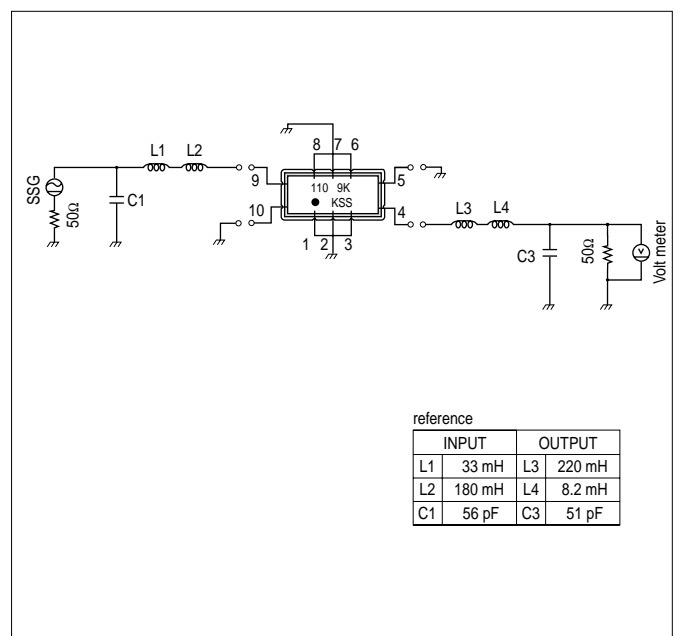 L1 L2
8 7 6
SSG
50Ω
C1
9
10
110 9K
KSS
5
4
1 2 3
L3 L4
C3
50Ω
V
Volt meter
reference
INPUT OUTPUT
L1 33 mH L3 220 mH
L2 180 mH L4 8.2 mH
C1 56 pF C3 51 pF